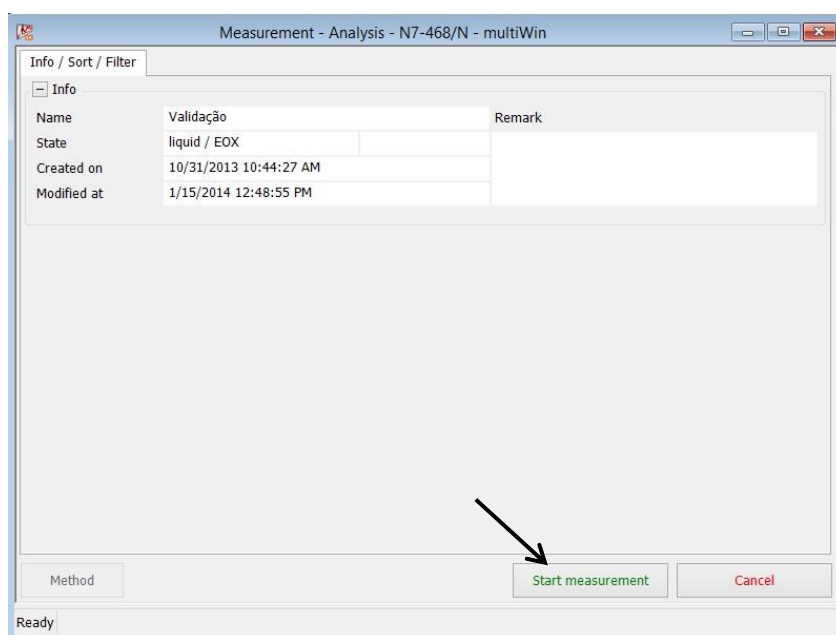 Measurement - Analysis - N7-468/N - multiWin
Info / Sort / Filter
Info
Name Validação Remark
State liquid / EOX
Created on 10/31/2013 10:44:27 AM
Modified at 1/15/2014 12:48:55 PM
Method Start measurement Cancel
Ready